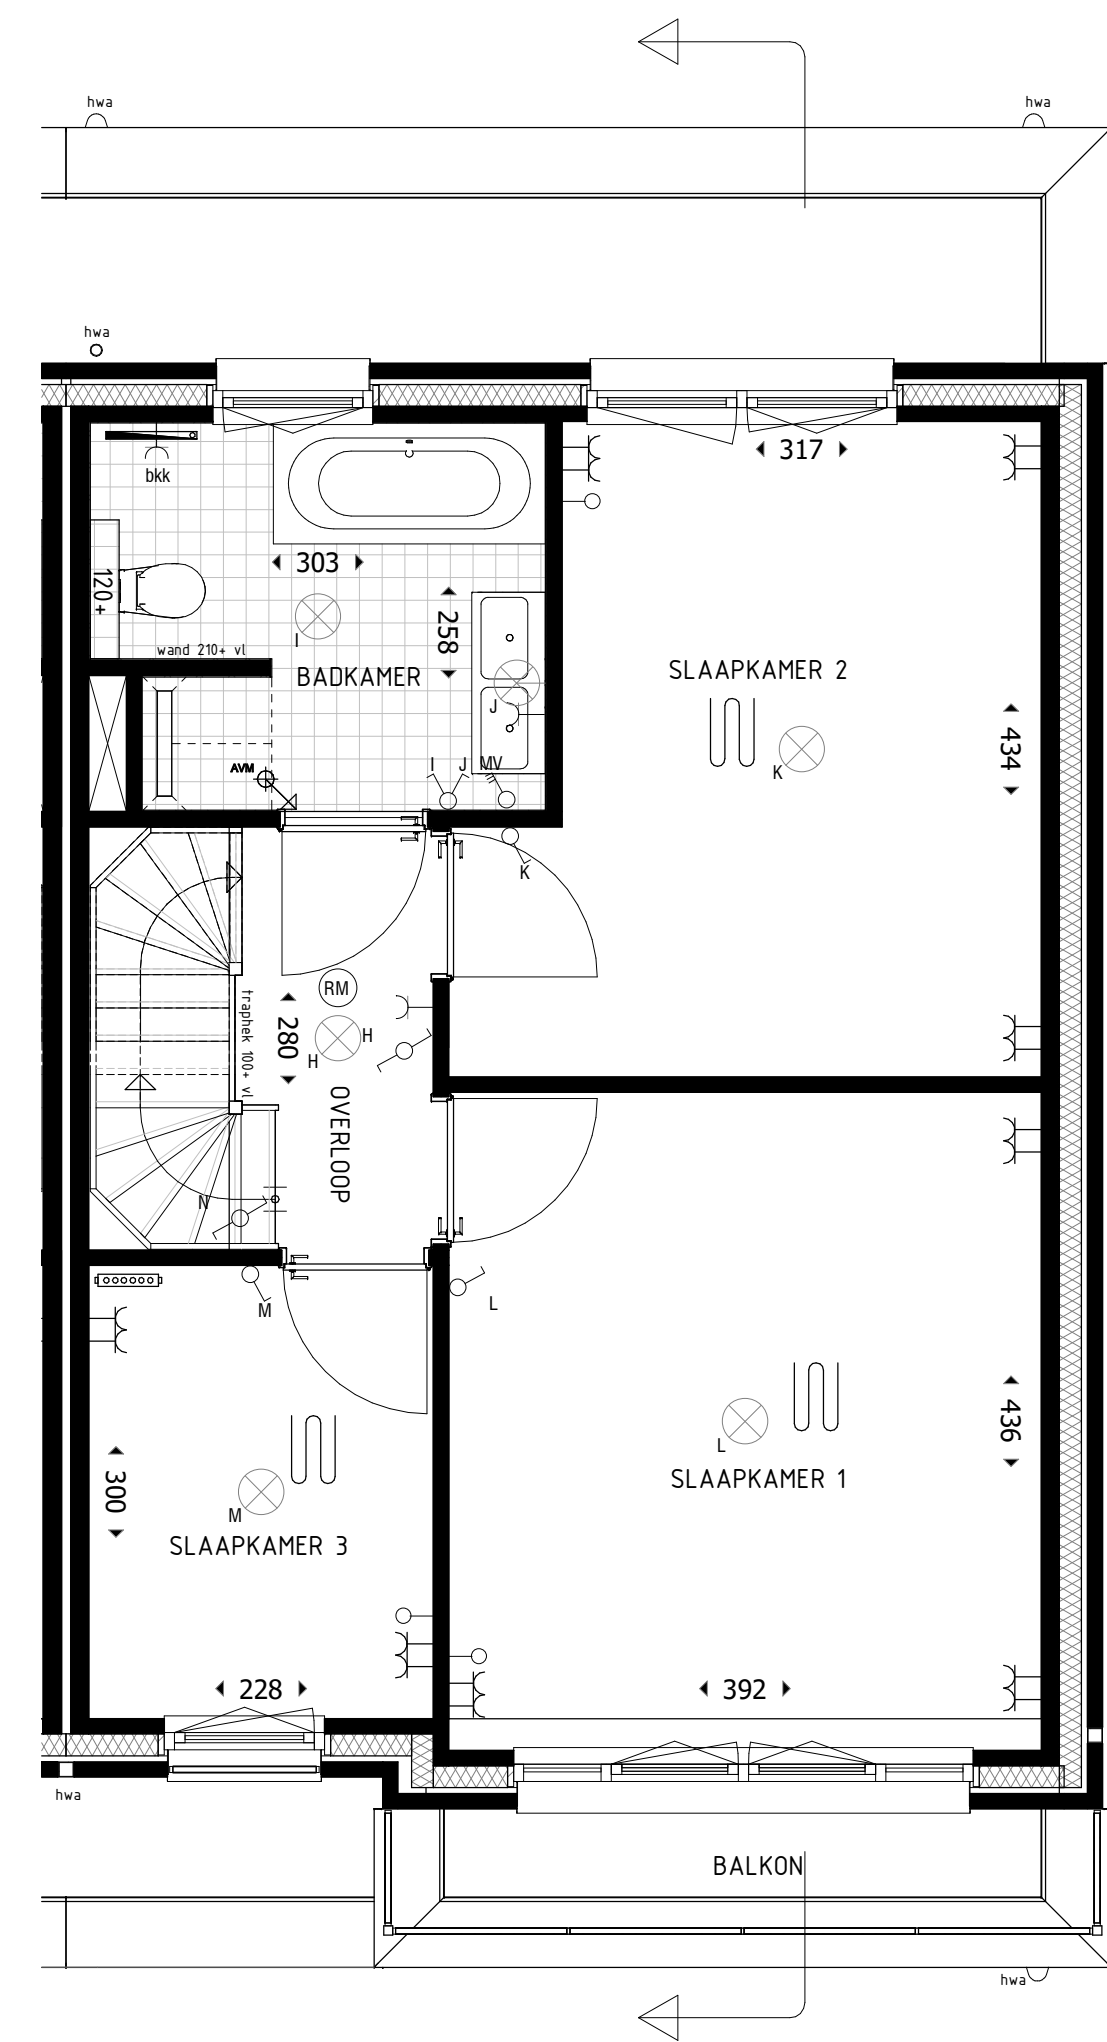 hwa
hwa
hwa
bkk
317
303
120+
258
wand 210+ vl
BADKAMER
SLAAPKAMER 2
J
I
434
K
AVM
I J MV
K
RM
traphek 100+ vl
280
H
H
OVERLOOP
N
M
L
300
436
L
SLAAPKAMER 1
M
SLAAPKAMER 3
228
392
hwa
BALKON
hwa